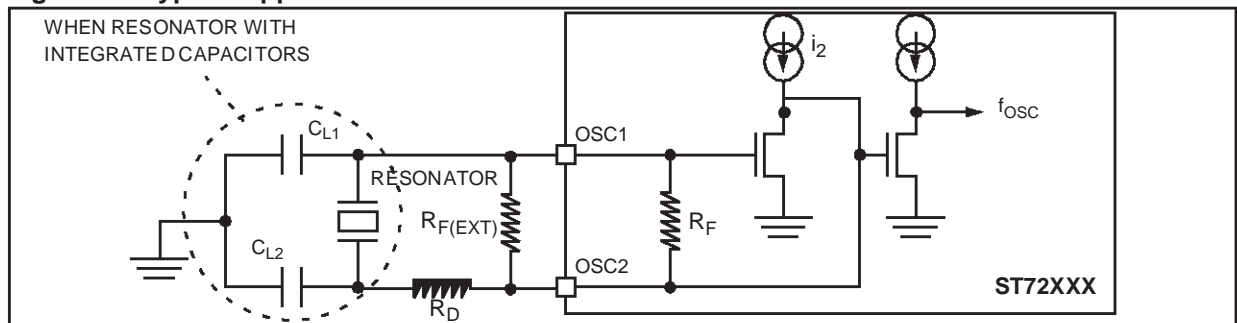 WHEN RESONATOR WITH
INTEGRATED CAPACITORS
i2
fOSC
CL1
OSC1
RESONATOR
RF(EXT)
RF
CL2
OSC2
RD
ST72XXX